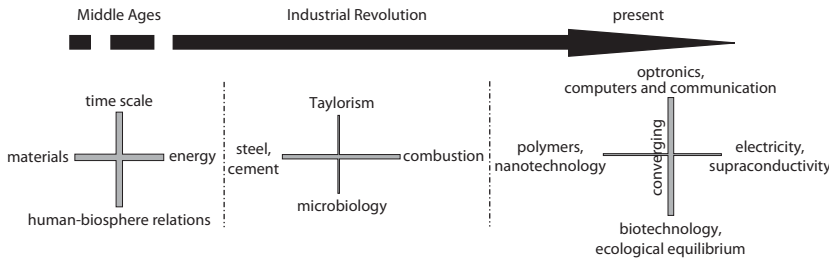 Middle Ages
Industrial Revolution
present
time scale
materials
energy
human-biosphere relations
Taylorism
steel,
cement
combustion
microbiology
optronics,
computers and communication
polymers,
nanotechnology
converging
electricity,
supraconductivity
biotechnology,
ecological equilibrium